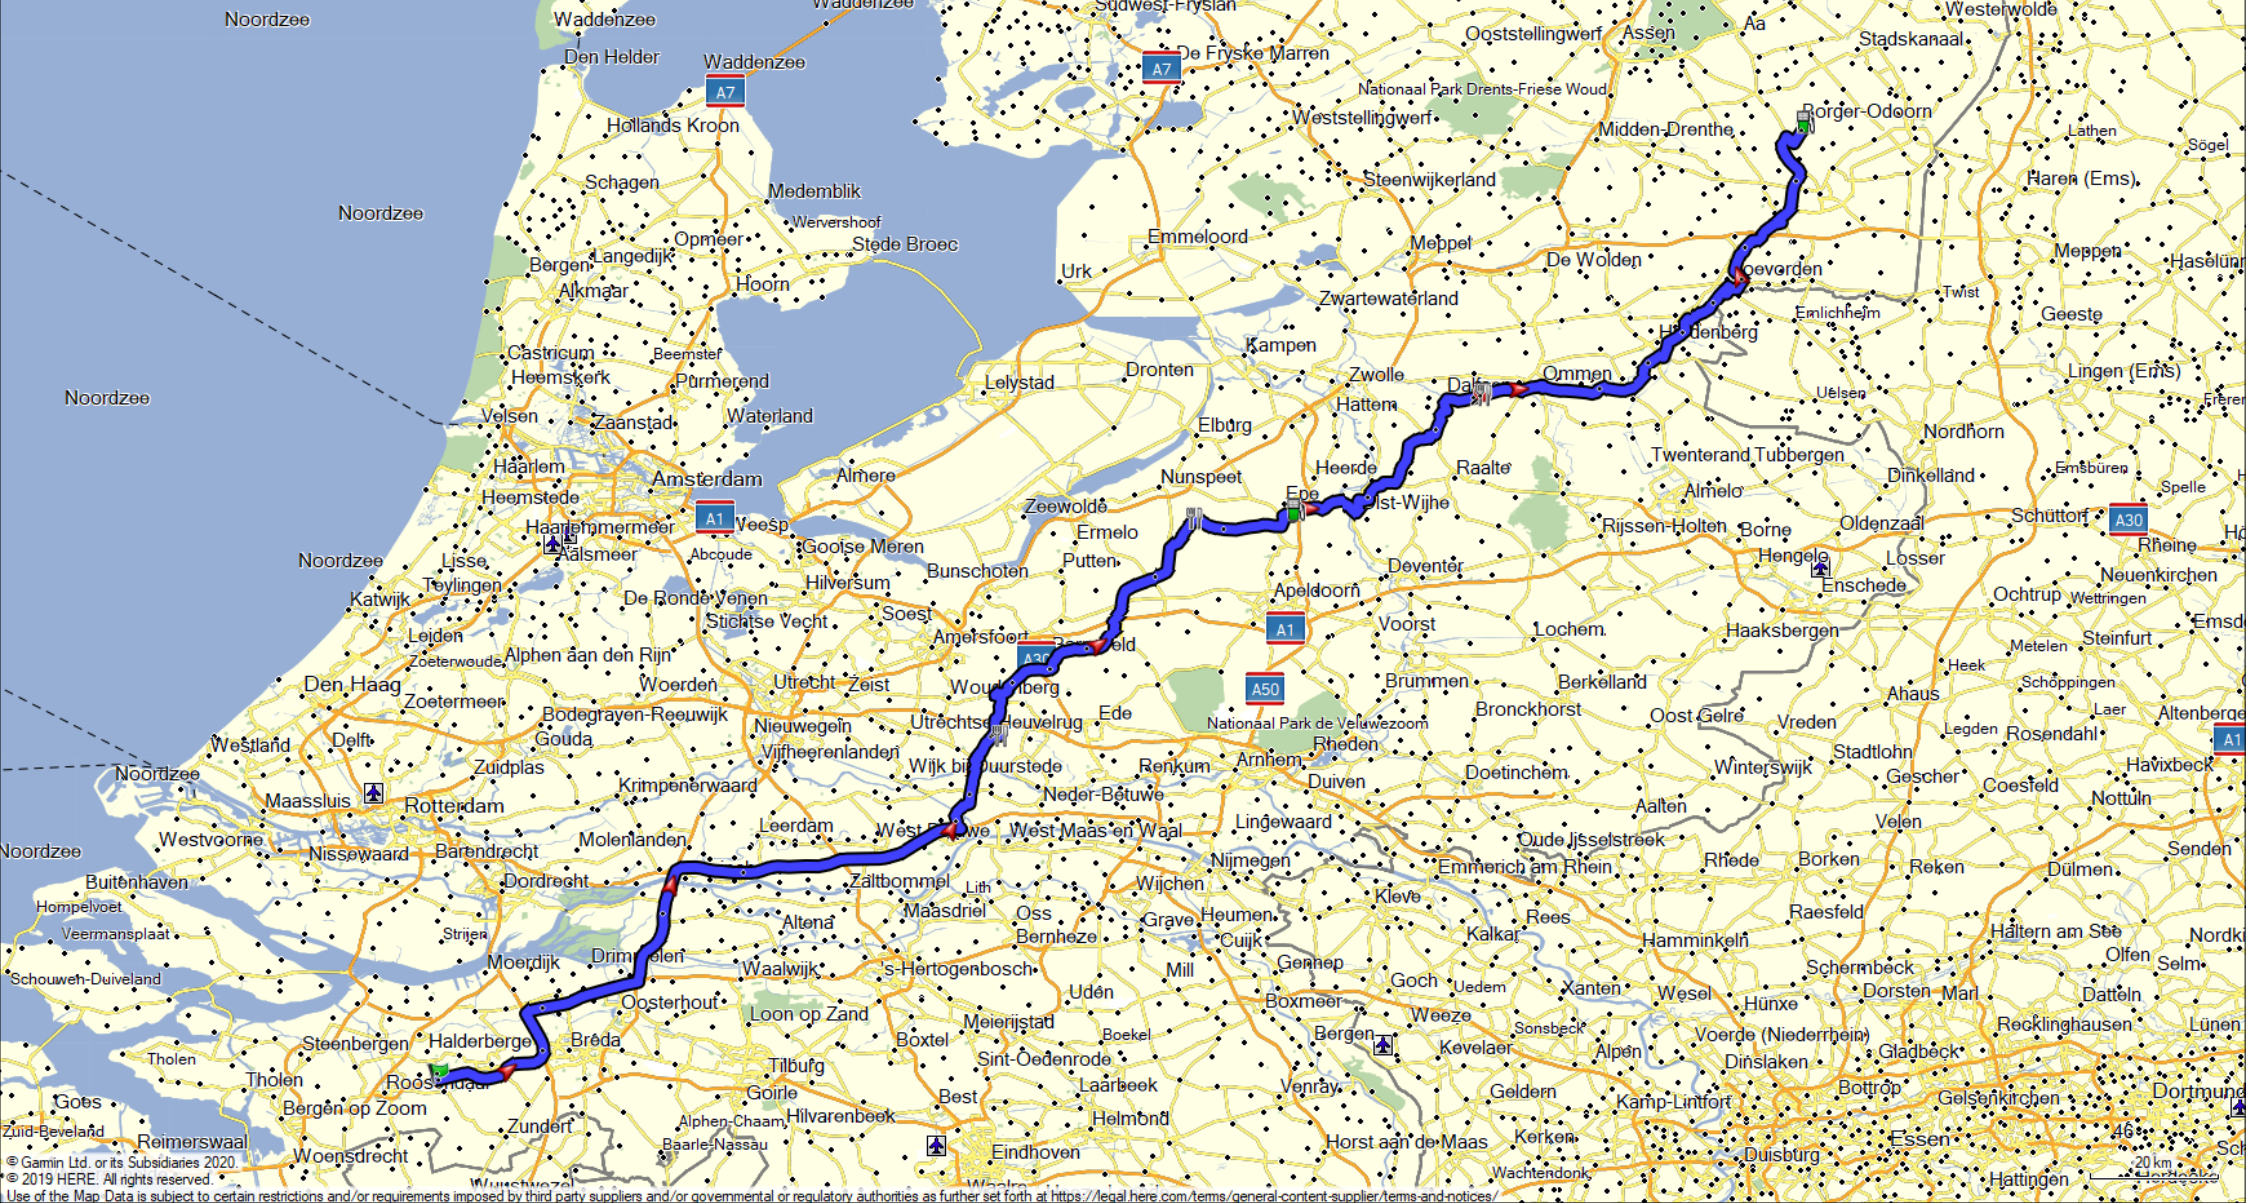 Noordzee
Waddenzee
Waddenzee
Sudwest-Fryslan
Westerwolde
Aa
Den Helder
Waddenzee
A7
De Fryske Marren
Ooststellingwerf
Assen
Stadskanaal
A7
Nationaal Park Drents-Friese Woud
Hollands Kroon
Weststellingwerf
Midden-Drenthe
Borger-Odoorn
Lathen
Sögel
Schagen
Medemblik
Steenwijkerland
Haren (Ems)
Noordzee
Wervershoof
Opmeer
Stede Broec
Emmeloord
Meppel
Meppen
Bergen
Langedijk
Urk
De Wolden
oevorden
Alkmaar
Hoorn
Zwartewaterland
Twist
Emlichheim
Geeste
Castricum
Beemster
Kampen
Heemskerk
Purmerend
Lelystad
Dronten
Zwolle
Ommen
Lingen (Ems)
Noordzee
Velsen
Waterland
Hattem
Uelsen
Zaanstad
Elburg
Nordhorn
Haarlem
Amsterdam
Almere
Nunspeet
Heerde
Raalte
Twenterand
Tubbergen
Dinkelland
Emsbüren
Heemstede
Epe
Almelo
Spelle
Haarlemmermeer
A1
Weesp
Zeewolde
lst-Wijhe
Rijssen-Holten
Borne
Oldenzaal
Schüttorf
A30
Aalsmeer
Abcoude
Gooise Meren
Ermelo
Hengelo
Losser
Rheine
Noordzee
Lisse
Teylingen
Hilversum
Bunschoten
Putten
Deventer
Enschede
Neuenkirchen
Katwijk
De Ronde Venen
Soest
Apeldoorn
Ochtrup
Wettringen
Leiden
Stichtse Vecht
Amersfoort
A1
Voorst
Lochem
Haaksbergen
Steinfurt
Zoeterwoude
Alphen aan den Rijn
Metelen
Heek
Den Haag
Woerden
Utrecht
Zeist
A50
Brummen
Berkelland
Ahaus
Schöppingen
Zoetermeer
Bodegraven-Reeuwijk
Nieuwegein
Ede
Nationaal Park de Veluwezoom
Bronckhorst
Oost Gelre
Vreden
Laer
Westland
Delft
Gouda
Vijfheerenlanden
Rheden
Stadtlohn
Legden
Rosendahl
A1
Noordzee
Zuidplas
Renkum
Arnhem
Winterswijk
Havixbeck
Krimpenerwaard
Neder-Betuwe
Duiven
Doetinchem
Gescher
Coesfeld
Nottuln
Maassluis
Rotterdam
Aalten
Westvoorne
Molenlanden
Leerdam
West Maas en Waal
Lingewaard
Velen
Noordzee
Nissewaard
Barendrecht
Nijmegen
Oude Ijsselstreek
Emmerich am Rhein
Rhede
Borken
Reken
Dülmen
Senden
Buitenhaven
Dordrecht
Zaltbommel
Lith
Wijchen
Kleve
Hompelvoet
Maasdriel
Oss
Grave
Heumen
Rees
Raesfeld
Veermansplaat
Strijen
Altena
Bernheze
Cuijk
Kalkar
Hamminkeln
Haltern am See
Olfen
Moerdijk
Waalwijk
's-Hertogenbosch
Mill
Gennep
Schermbeck
Selm
Schouwen-Duiveland
Goch
Uedem
Xanten
Wesel
Dorsten
Marl
Datteln
Oosterhout
Loon op Zand
Uden
Boxmeer
Hünxe
Steenbergen
Halderberge
Breda
Meierijstad
Boekel
Weeze
Sonsbeck
Voerde (Niederrhein)
Recklinghausen
Lünen
Tholen
Boxtel
Sint-Oedenrode
Bergen
Kevelaer
Alpen
Dinslaken
Gladbeck
Tholen
Tilburg
Laarbeek
Venray
Geldern
Bottrop
Dortmund
Goes
Bergen op Zoom
Goirle
Best
Kamp-Lintfort
Gelsenkirchen
Zuid-Beveland
Reimerswaal
Zundert
Alphen-Chaam
Hilvarenbeek
Helmond
Essen
46
Woensdrecht
Baarle-Nassau
Eindhoven
Horst aan de Maas
Kerken
Duisburg
Wachtendonk
Hattingen
20 km
© Garmin Ltd. or its Subsidiaries 2020.
© 2019 HERE. All rights reserved.
Use of the Map Data is subject to certain restrictions and/or requirements imposed by third party suppliers and/or governmental or regulatory authorities as further set forth at https://legal.here.com/terms/general-content-supplier/terms-and-notices/